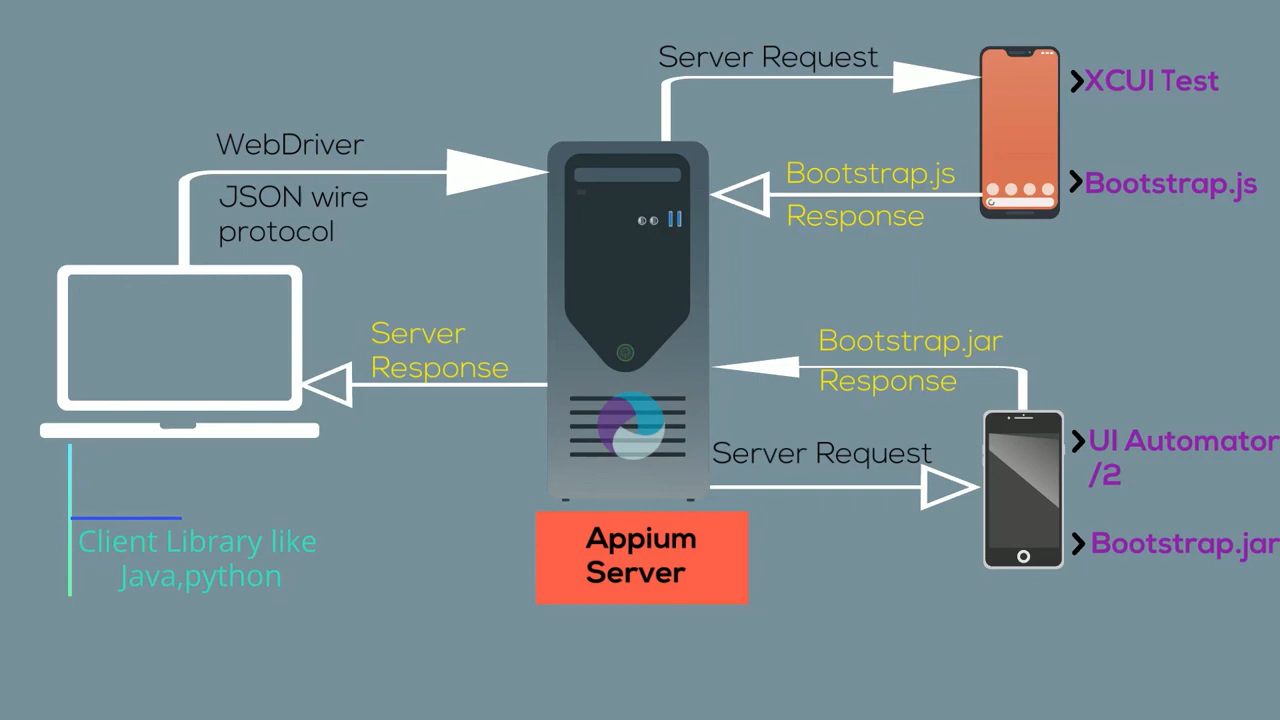 Server Request
XCUI Test
WebDriver
Bootstrap.js
Bootstrap.js
JSON wire
protocol
Response
Server
Response
Bootstrap.jar
Response
Server Request
UI Automator
/2
Client Library like
Java,python
Appium
Server
Bootstrap.jar